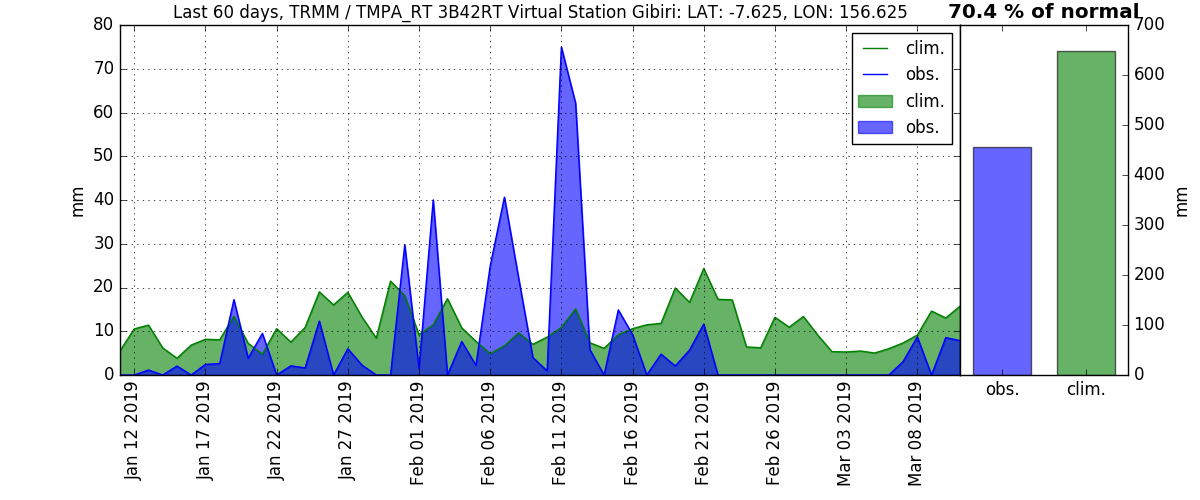 Last 60 days, TRMM / TMPA_RT 3B42RT Virtual Station Gibiri: LAT: -7.625, LON: 156.625
70.4 % of normal
80
70
60
50
40
30
20
10
0
mm
clim.
obs.
clim.
obs.
Jan 12 2019
Jan 17 2019
Jan 22 2019
Jan 27 2019
Feb 01 2019
Feb 06 2019
Feb 11 2019
Feb 16 2019
Feb 21 2019
Feb 26 2019
Mar 03 2019
Mar 08 2019
700
600
500
400
300
200
100
0
mm
obs.
clim.